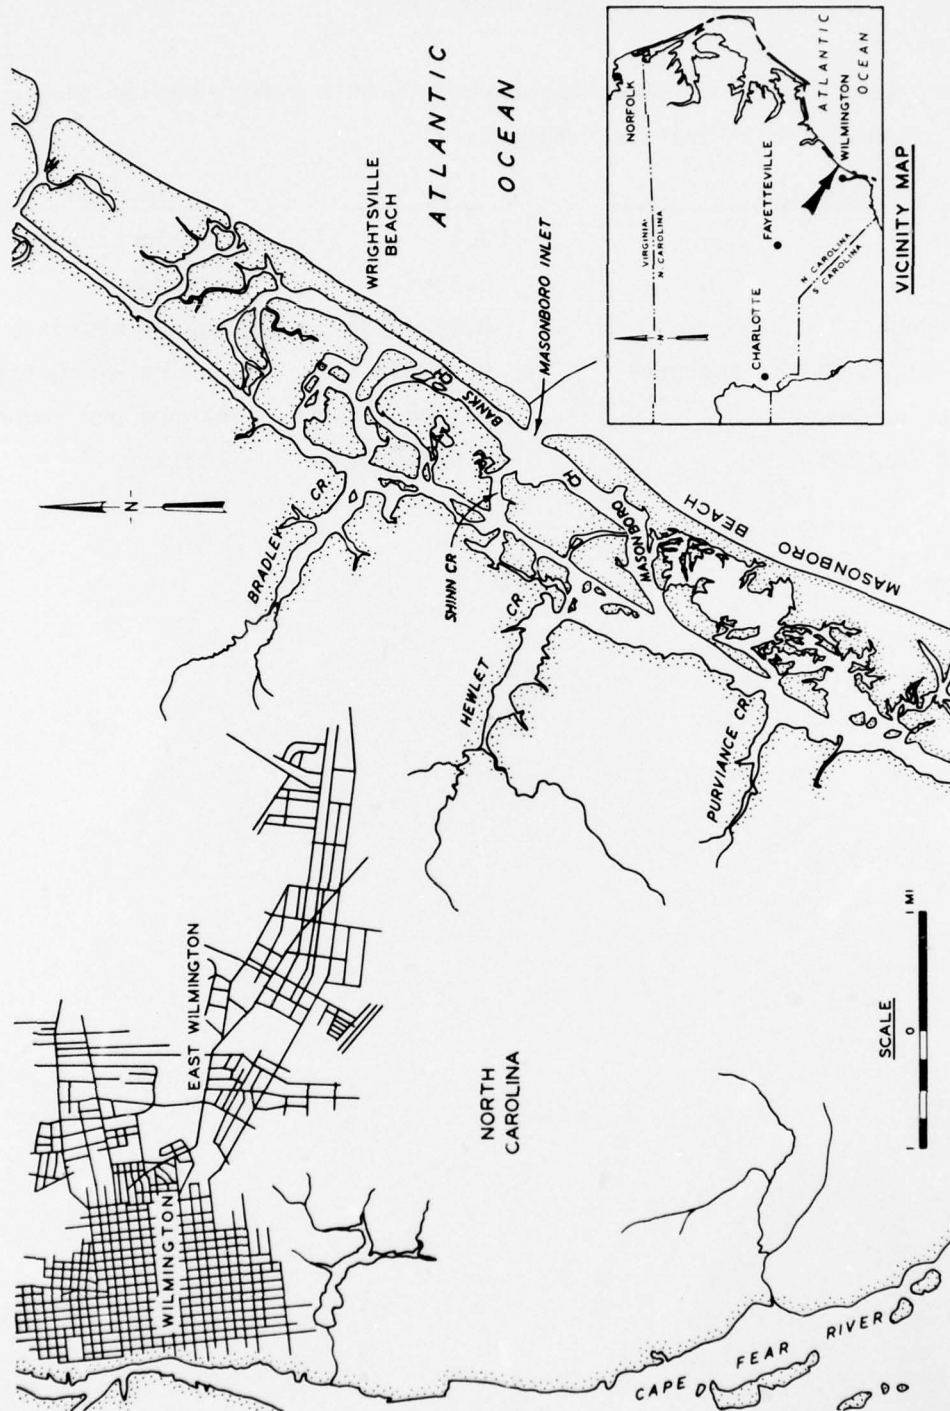 ATLANTIC
OCEAN
WRIGHTSVILLE
BEACH
MASONBORO INLET
BANKS
CH
-N-
BRADLEY
CR
SHINN CR
HEWLET
CR
MASONBORO
CH
MASONBORO
BEACH
PURVIANCE CR
EAST WILMINGTON
WILMINGTON
NORTH
CAROLINA
CAPE
FEAR
RIVER
SCALE
1
0
1 MI
NORFOLK
VIRGINIA-
N. CAROLINA
FAYETTEVILLE
CHARLOTTE
N. CAROLINA
S. CAROLINA
WILMINGTON
ATLANTIC
OCEAN
N
VICINITY MAP